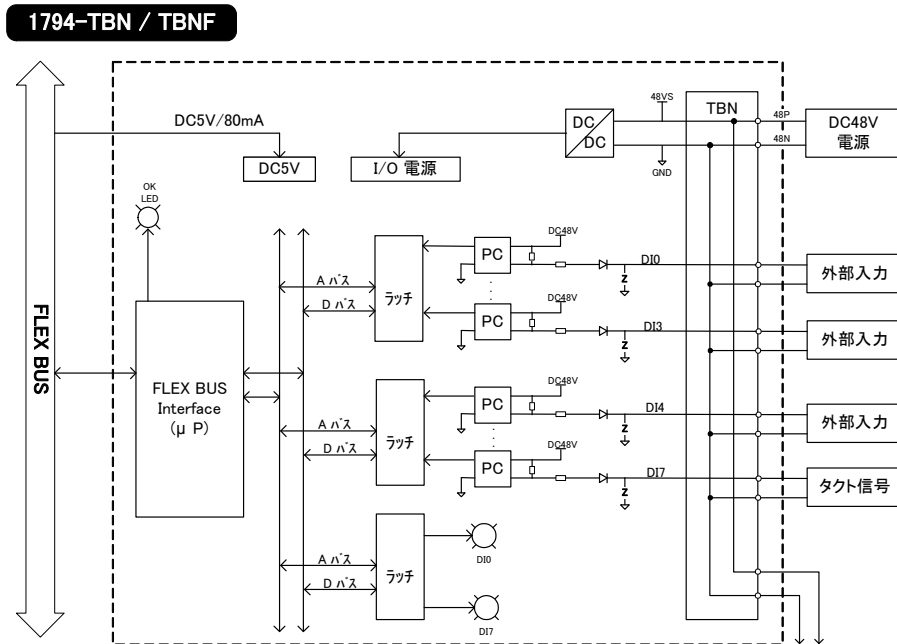 1794-TBN / TBNF
FLEX BUS
DC5V/80mA
DC5V
I/O 電源
DC
DC
48VS
GND
TBN
48P
48N
DC48V
電源
OK
LED
FLEX BUS
Interface
(μ P)
A バス
D バス
ラッチ
PC
DC48V
DI0
外部入力
PC
DC48V
DI3
外部入力
Z
Z
A バス
D バス
ラッチ
PC
DC48V
DI4
外部入力
PC
DC48V
DI7
タクト信号
Z
Z
A バス
D バス
ラッチ
DI0
DI7